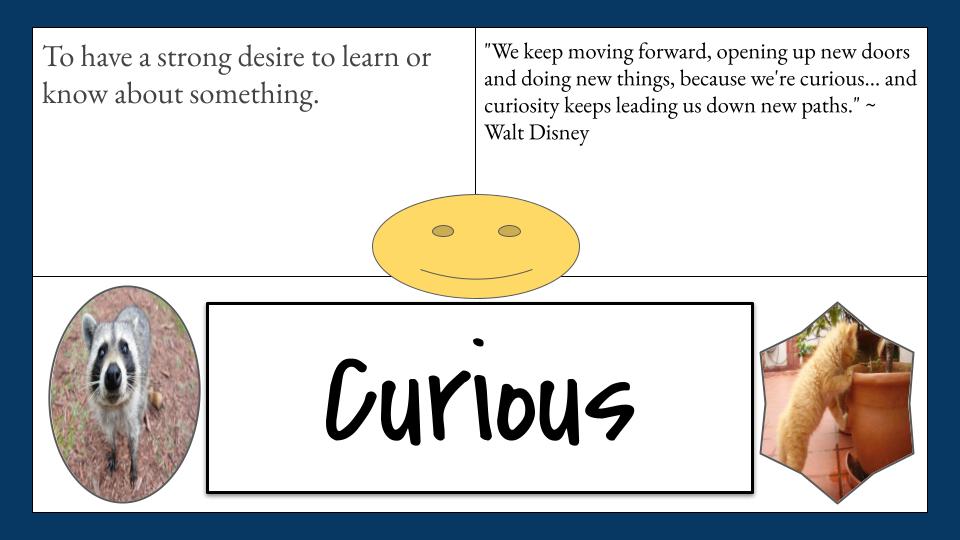 To have a strong desire to learn or
know about something.
"We keep moving forward, opening up new doors
and doing new things, because we're curious... and
curiosity keeps leading us down new paths." ~
Walt Disney
Curious